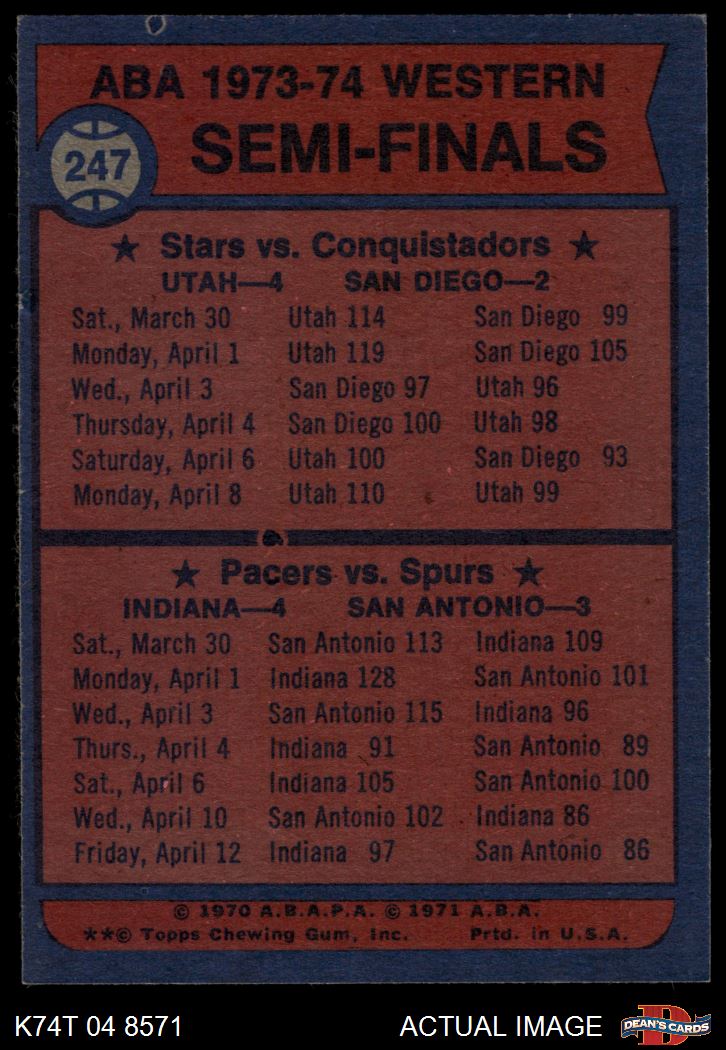 ABA 1973-74 WESTERN
247 SEMI-FINALS
★ Stars vs. Conquistadors ★
UTAH—4 SAN DIEGO—2
Sat., March 30 Utah 114 San Diego 99
Monday, April 1 Utah 119 San Diego 105
Wed., April 3 San Diego 97 Utah 96
Thursday, April 4 San Diego 100 Utah 98
Saturday, April 6 Utah 100 San Diego 93
Monday, April 8 Utah 110 Utah 99
★ Pacers vs. Spurs ★
INDIANA—4 SAN ANTONIO—3
Sat., March 30 San Antonio 113 Indiana 109
Monday, April 1 Indiana 128 San Antonio 101
Wed., April 3 San Antonio 115 Indiana 96
Thurs., April 4 Indiana 91 San Antonio 89
Sat., April 6 Indiana 105 San Antonio 100
Wed., April 10 San Antonio 102 Indiana 86
Friday, April 12 Indiana 97 San Antonio 86
© 1970 A.B.A.P.A. © 1971 A.B.A.
**© Topps Chewing Gum, Inc. Prtd. in U.S.A.
K74T 04 8571 ACTUAL IMAGE D DEAN'S CARDS